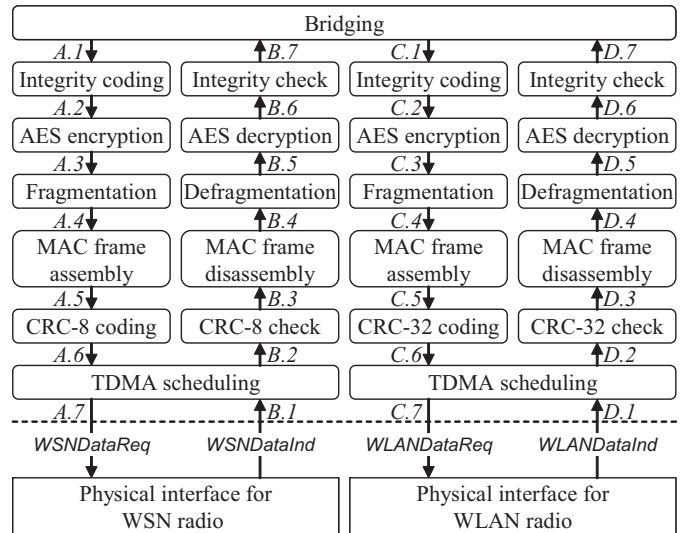 Bridging
A.1 B.7 C.1 D.7
Integrity coding Integrity check Integrity coding Integrity check
A.2 B.6 C.2 D.6
AES encryption AES decryption AES encryption AES decryption
A.3 B.5 C.3 D.5
Fragmentation Defragmentation Fragmentation Defragmentation
A.4 B.4 C.4 D.4
MAC frame MAC frame MAC frame MAC frame
assembly disassembly assembly disassembly
A.5 B.3 C.5 D.3
CRC-8 coding CRC-8 check CRC-32 coding CRC-32 check
A.6 B.2 C.6 D.2
TDMA scheduling TDMA scheduling
A.7 B.1 C.7 D.1
WSNDataReq WSNDataInd WLANDataReq WLANDataInd
Physical interface for Physical interface for
WSN radio WLAN radio